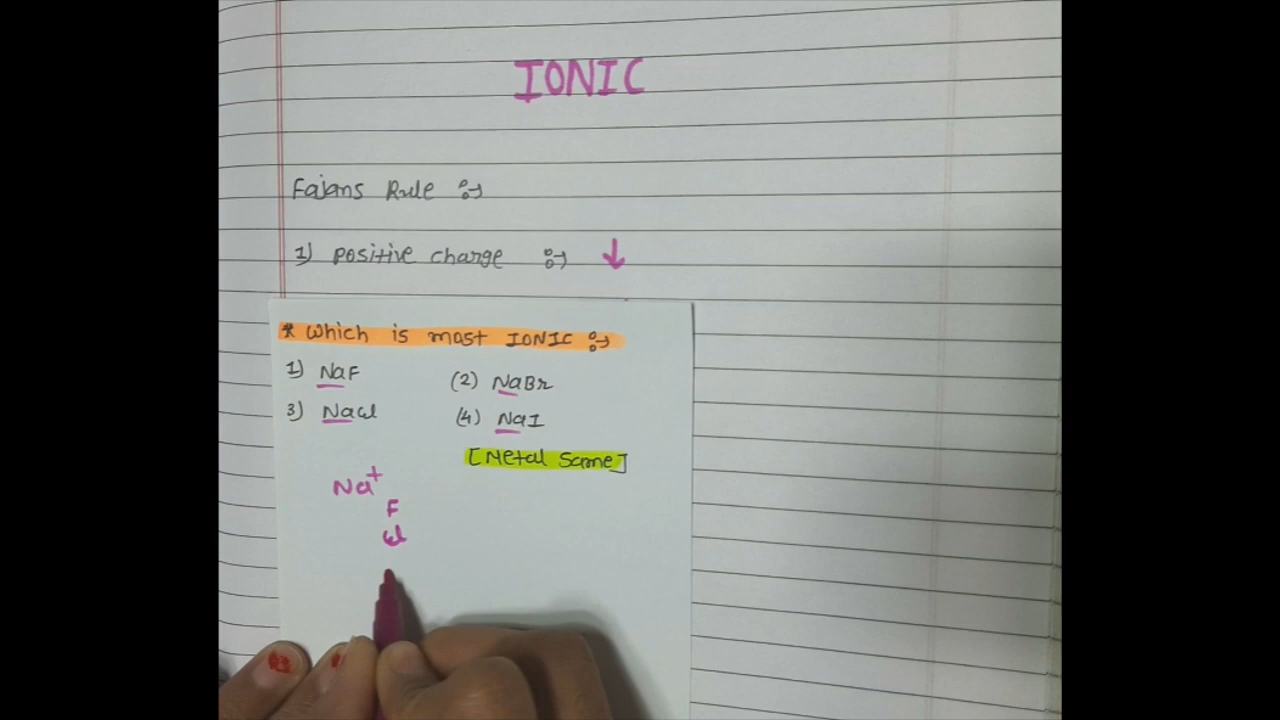 IONIC
Fajans Rule :→
1) positive charge :→ ↓
* Which is most IONIC :→
1) NaF (2) NaBr
3) NaCl (4) NaI
[Metal Same]
Na+
F
Cl